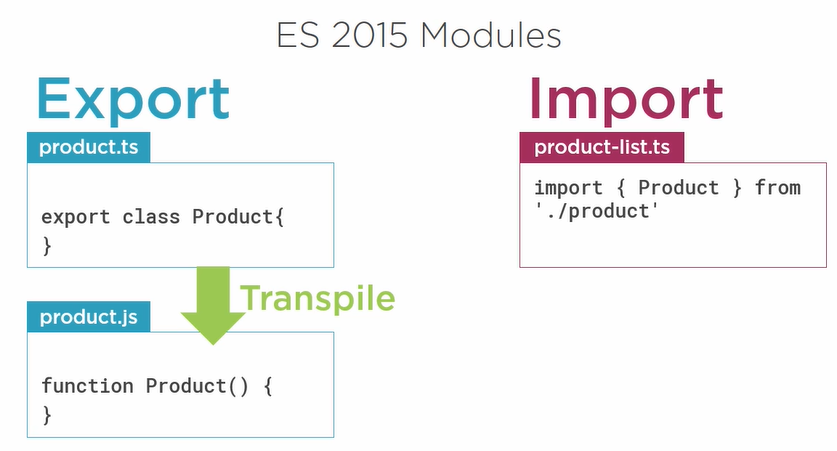 ES 2015 Modules
Export
product.ts
export class Product{
}
Transpile
product.js
function Product() {
}
Import
product-list.ts
import { Product } from
'./product'